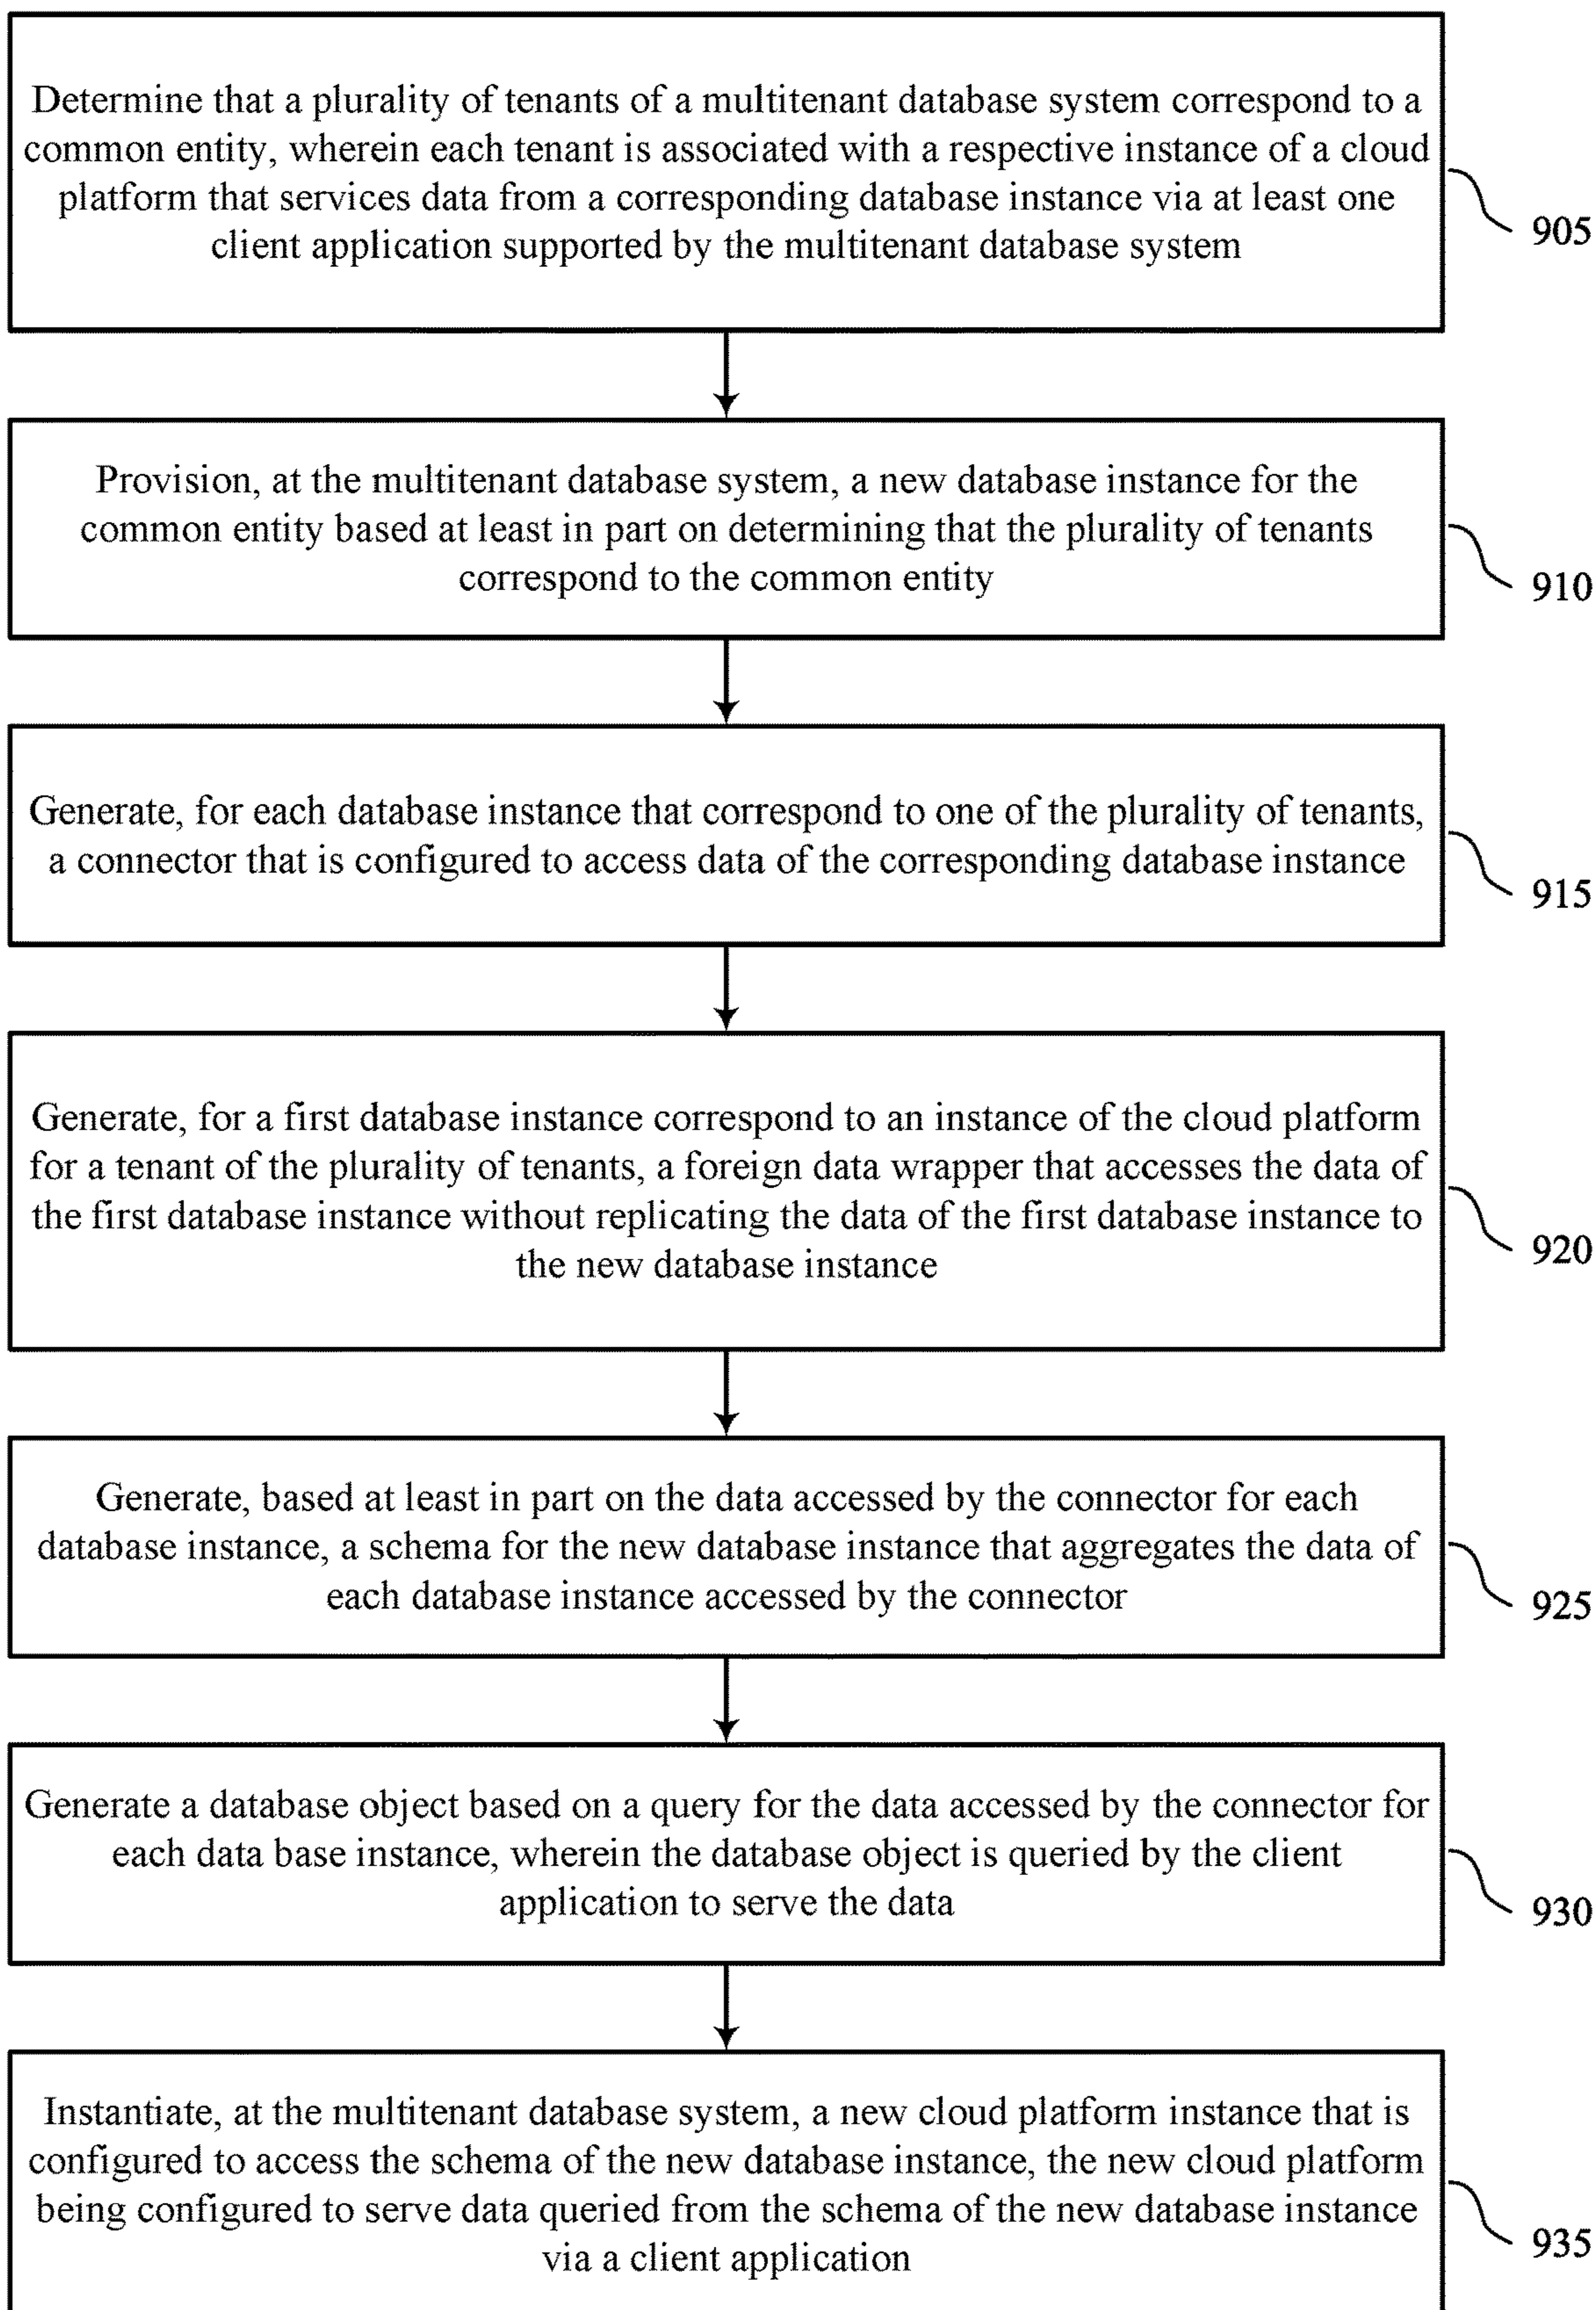 Determine that a plurality of tenants of a multitenant database system correspond to a
common entity, wherein each tenant is associated with a respective instance of a cloud
platform that services data from a corresponding database instance via at least one
client application supported by the multitenant database system
905
Provision, at the multitenant database system, a new database instance for the
common entity based at least in part on determining that the plurality of tenants
correspond to the common entity
910
Generate, for each database instance that correspond to one of the plurality of tenants,
a connector that is configured to access data of the corresponding database instance
915
Generate, for a first database instance correspond to an instance of the cloud platform
for a tenant of the plurality of tenants, a foreign data wrapper that accesses the data of
the first database instance without replicating the data of the first database instance to
the new database instance
920
Generate, based at least in part on the data accessed by the connector for each
database instance, a schema for the new database instance that aggregates the data of
each database instance accessed by the connector
925
Generate a database object based on a query for the data accessed by the connector for
each data base instance, wherein the database object is queried by the client
application to serve the data
930
Instantiate, at the multitenant database system, a new cloud platform instance that is
configured to access the schema of the new database instance, the new cloud platform
being configured to serve data queried from the schema of the new database instance
via a client application
935